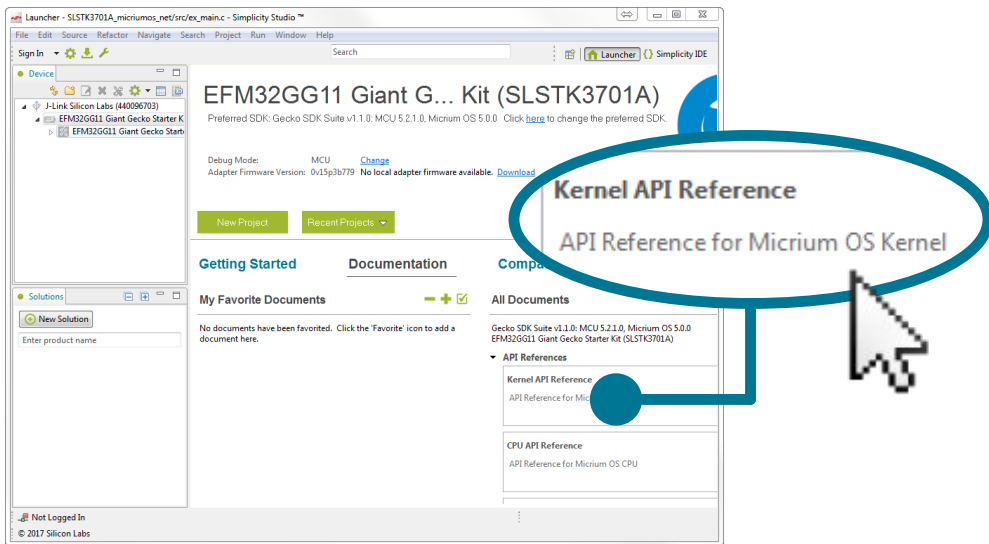 Launcher - SLSTK3701A_micriumos_net/src/ex_main.c - Simplicity Studio ™
File Edit Source Refactor Navigate Search Project Run Window Help
Sign In Search Launcher {} Simplicity IDE
Device
J-Link Silicon Labs (440096703)
EFM32GG11 Giant Gecko Starter K
EFM32GG11 Giant Gecko Starte
EFM32GG11 Giant G... Kit (SLSTK3701A)
Preferred SDK: Gecko SDK Suite v1.1.0: MCU 5.2.1.0, Micrium OS 5.0.0 Click here to change the preferred SDK.
Debug Mode: MCU Change
Adapter Firmware Version: 0v15p3b779 No local adapter firmware available. Download
New Project Recent Projects
Kernel API Reference
API Reference for Micrium OS Kernel
Getting Started Documentation Compa
Solutions
New Solution
Enter product name
My Favorite Documents
No documents have been favorited. Click the 'Favorite' icon to add a
document here.
All Documents
Gecko SDK Suite v1.1.0: MCU 5.2.1.0, Micrium OS 5.0.0
EFM32GG11 Giant Gecko Starter Kit (SLSTK3701A)
API References
Kernel API Reference
API Reference for Mic
CPU API Reference
API Reference for Micrium OS CPU
Not Logged In
© 2017 Silicon Labs